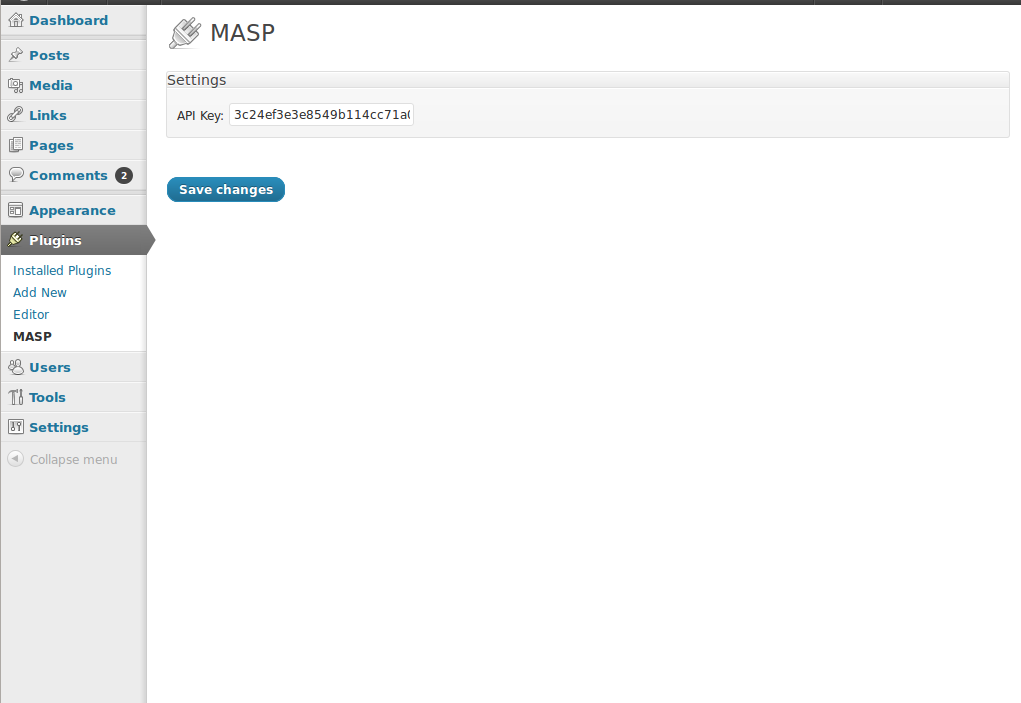 Dashboard
Posts
Media
Links
Pages
Comments 2
Appearance
Plugins
Installed Plugins
Add New
Editor
MASP
Users
Tools
Settings
Collapse menu
MASP
Settings
API Key: 3c24ef3e3e8549b114cc71a
Save changes